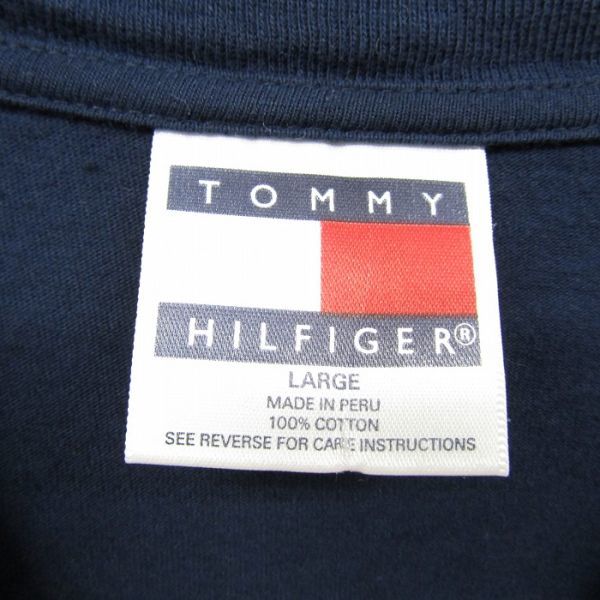 TOMMY
HILFIGER®
LARGE
MADE IN PERU
100% COTTON
SEE REVERSE FOR CARE INSTRUCTIONS